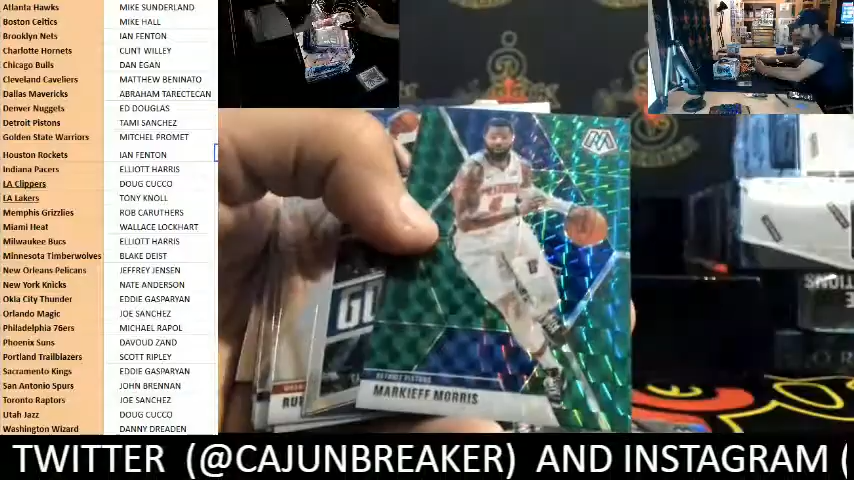 Atlanta Hawks MIKE SUNDERLAND
Boston Celtics MIKE HALL
Brooklyn Nets IAN FENTON
Charlotte Hornets CLINT WILLEY
Chicago Bulls DAN EGAN
Cleveland Cavaliers MATTHEW BENINATO
Dallas Mavericks ABRAHAM TARECTECAN
Denver Nuggets ED DOUGLAS
Detroit Pistons TAMI SANCHEZ
Golden State Warriors MITCHEL PROMET
Houston Rockets IAN FENTON
Indiana Pacers ELLIOTT HARRIS
LA Clippers DOUG CUCCO
LA Lakers TONY KNOLL
Memphis Grizzlies ROB CARUTHERS
Miami Heat WALLACE LOCKHART
Milwaukee Bucs ELLIOTT HARRIS
Minnesota Timberwolves BLAKE DEIST
New Orleans Pelicans JEFFREY JENSEN
New York Knicks NATE ANDERSON
Okla City Thunder EDDIE GASPARYAN
Orlando Magic JOE SANCHEZ
Philadelphia 76ers MICHAEL RAPOL
Phoenix Suns DAVOUD ZAND
Portland Trailblazers SCOTT RIPLEY
Sacramento Kings EDDIE GASPARYAN
San Antonio Spurs JOHN BRENNAN
Toronto Raptors JOE SANCHEZ
Utah Jazz DOUG CUCCO
Washington Wizard DANNY DREADEN
PISTONS
4
GU
DETROIT PISTONS
MARKIEFF MORRIS
RU
TWITTER (@CAJUNBREAKER) AND INSTAGRAM (